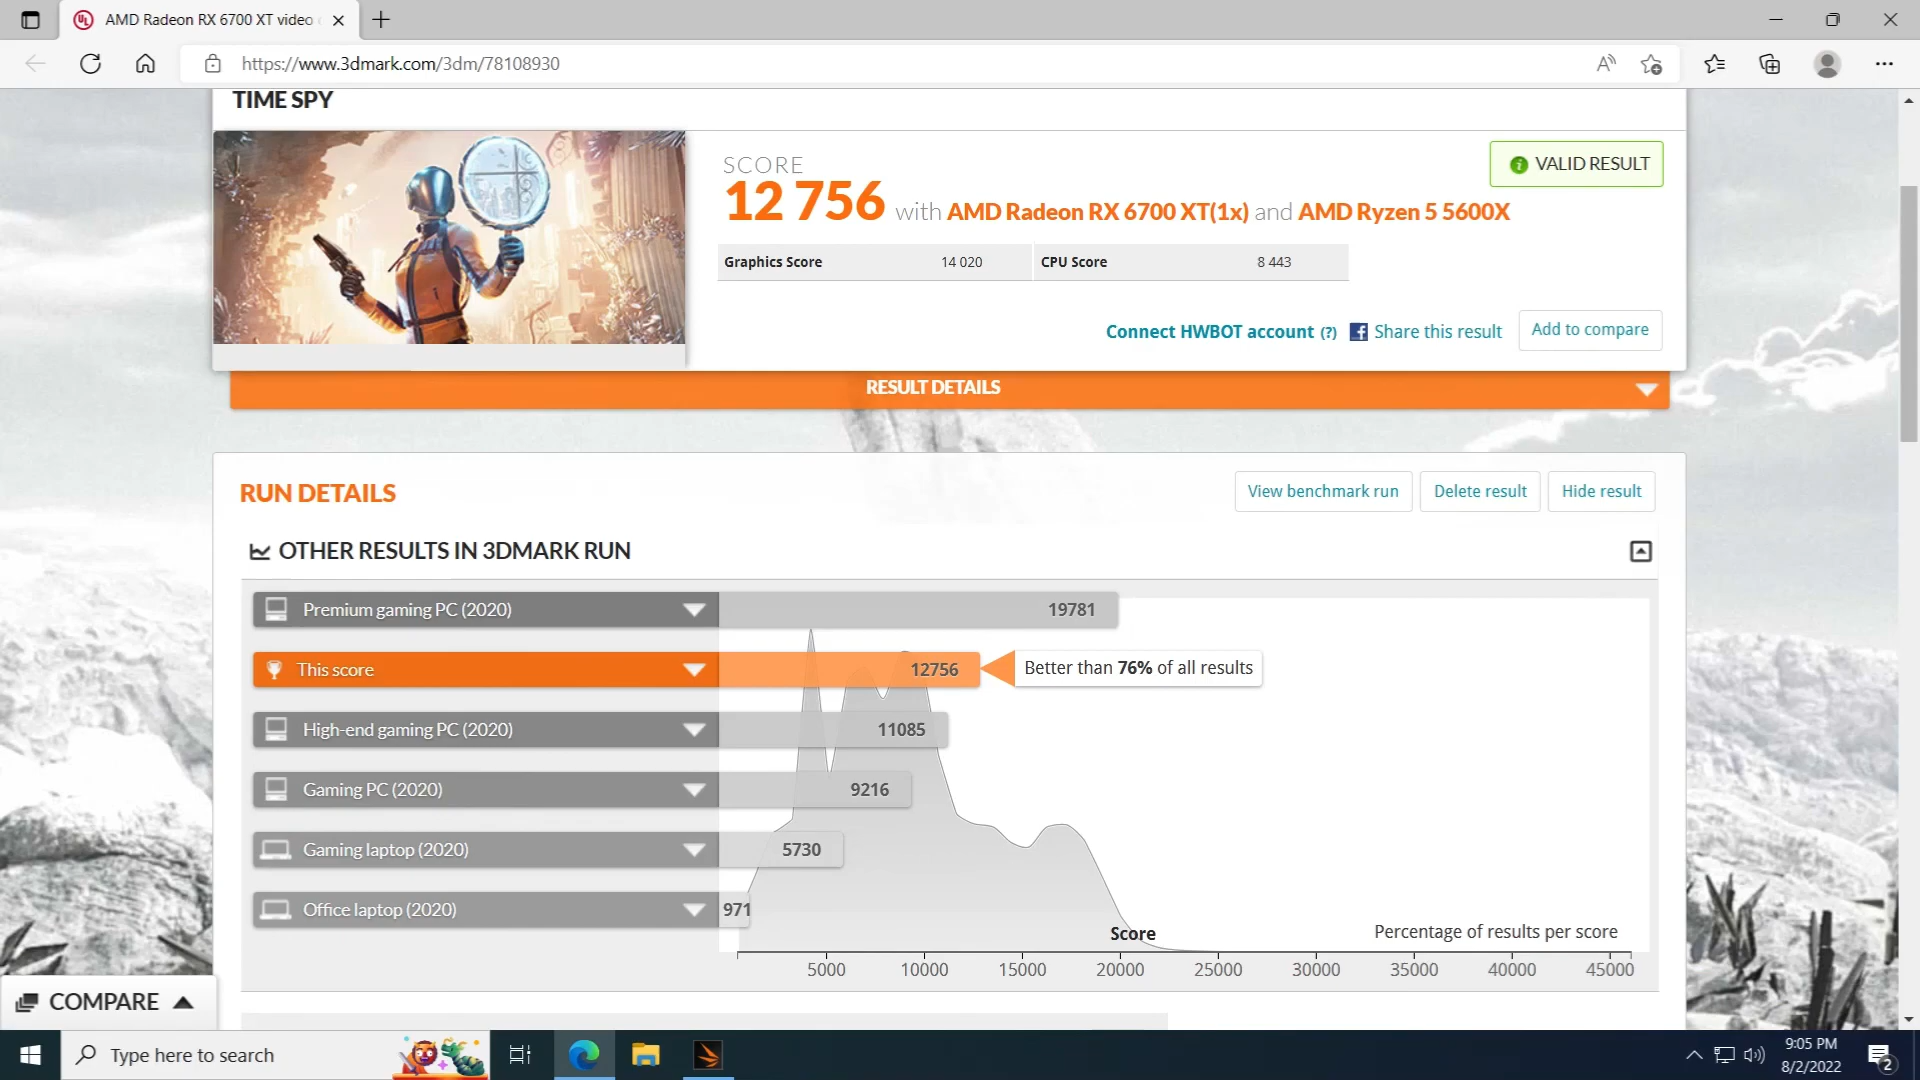 AMD Radeon RX 6700 XT video
https://www.3dmark.com/3dm/78108930
TIME SPY
SCORE
VALID RESULT
12 756 with AMD Radeon RX 6700 XT(1x) and AMD Ryzen 5 5600X
Graphics Score 14 020 CPU Score 8 443
Connect HWBOT account (?) Share this result Add to compare
RESULT DETAILS
RUN DETAILS View benchmark run Delete result Hide result
OTHER RESULTS IN 3DMARK RUN
Premium gaming PC (2020) 19781
This score 12756 Better than 76% of all results
High-end gaming PC (2020) 11085
Gaming PC (2020) 9216
Gaming laptop (2020) 5730
Office laptop (2020) 971
Score Percentage of results per score
5000 10000 15000 20000 25000 30000 35000 40000 45000
COMPARE
Type here to search
9:05 PM
8/2/2022
2